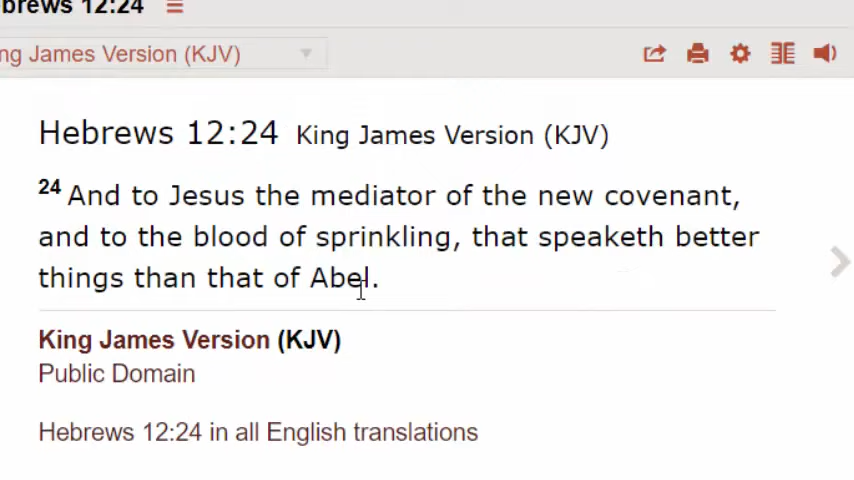 brews 12:24
ng James Version (KJV)
Hebrews 12:24 King James Version (KJV)
24 And to Jesus the mediator of the new covenant,
and to the blood of sprinkling, that speaketh better
things than that of Abel.
King James Version (KJV)
Public Domain
Hebrews 12:24 in all English translations